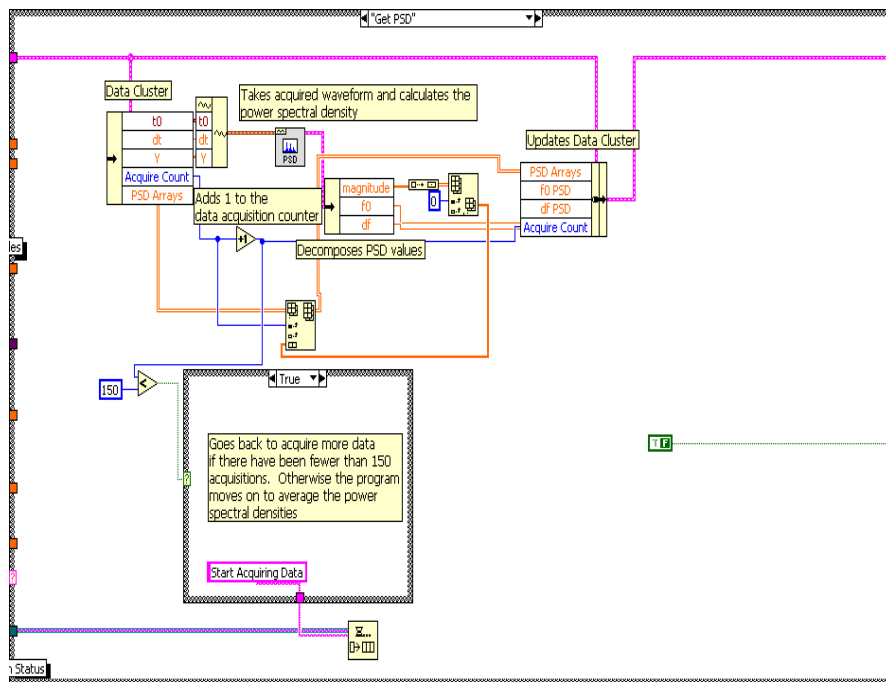 "Get PSD"
Data Cluster
Takes acquired waveform and calculates the
power spectral density
t0
dt
Y
Acquire Count
PSD Arrays
t0
dt
Y
PSD
Updates Data Cluster
Adds 1 to the
data acquisition counter
magnitude
f0
df
0
PSD Arrays
f0 PSD
df PSD
Acquire Count
+1
Decomposes PSD values
les
150
<
True
Goes back to acquire more data
if there have been fewer than 150
acquisitions. Otherwise the program
moves on to average the power
spectral densities
?
T F
Start Acquiring Data
?
n Status